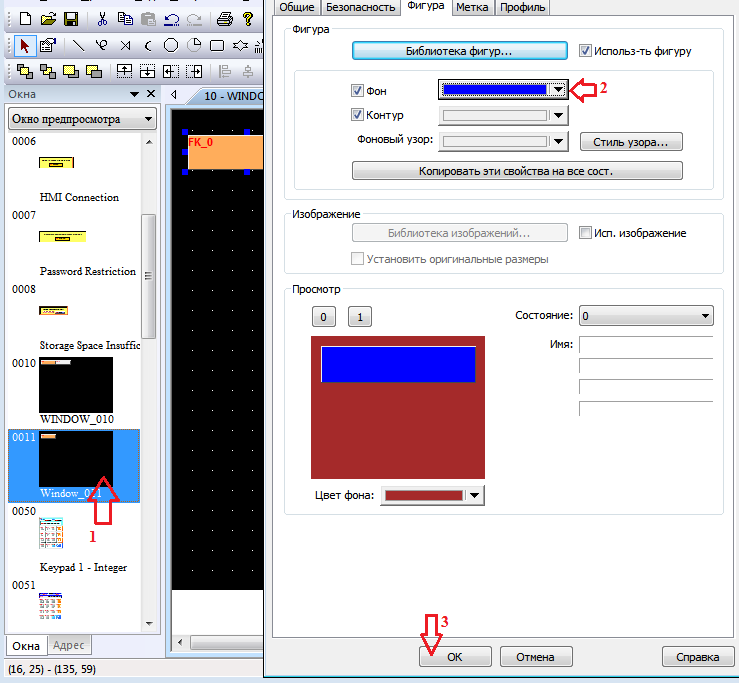 Окна
Окно предпросмотра
0006
HMI Connection
0007
Password Restriction
0008
Storage Space Insuffic
0010
WINDOW_010
0011
1
0050
Keypad 1 - Integer
0051
Окна
Адрес
(16, 25) - (135, 59)
10 - WINDO
FK_0
Общие
Безопасность
Фигура
Метка
Профиль
Фигура
Библиотека фигур...
Использ-ть фигуру
Фон
2
Контур
Фоновый узор:
Стиль узора...
Копировать эти свойства на все сост.
Изображение
Библиотека изображений...
Исп. изображение
Установить оригинальные размеры
Просмотр
0
1
Состояние:
0
Имя:
Цвет фона:
3
OK
Отмена
Справка